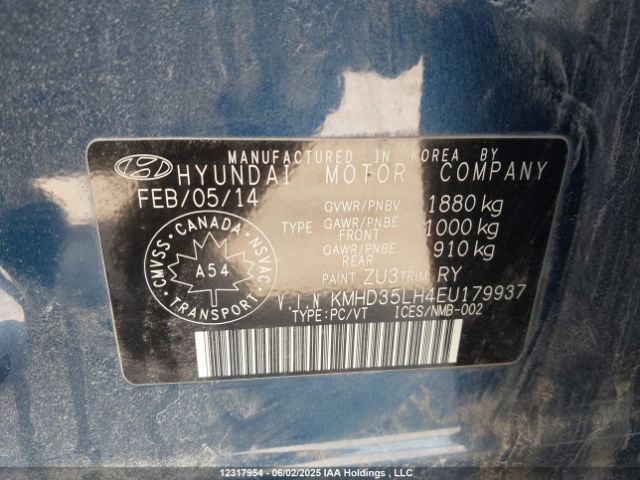 MANUFACTURED IN KOREA BY
HYUNDAI MOTOR COMPANY
FEB/05/14
GVWR/PNBV 1880 kg
TYPE GAWR/PNBE FRONT 1000 kg
GAWR/PNBE REAR 910 kg
PAINT ZU3 TRIM RY
V.I.N KMHD35LH4EU179937
TYPE:PC/VT ICES/NMB-002
CMVSS · CANADA · NSVAC
A54
TRANSPORT
12317954 - 06/02/2025 IAA Holdings , LLC